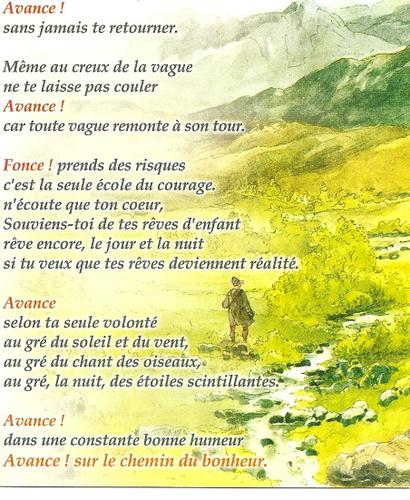 Avance !
sans jamais te retourner.
Même au creux de la vague
ne te laisse pas couler
Avance !
car toute vague remonte à son tour.
Fonce ! prends des risques
c'est la seule école du courage.
n'écoute que ton coeur,
Souviens-toi de tes rêves d'enfant
rêve encore, le jour et la nuit
si tu veux que tes rêves deviennent réalité.
Avance
selon ta seule volonté
au gré du soleil et du vent,
au gré du chant des oiseaux,
au gré, la nuit, des étoiles scintillantes.
Avance !
dans une constante bonne humeur
Avance ! sur le chemin du bonheur.